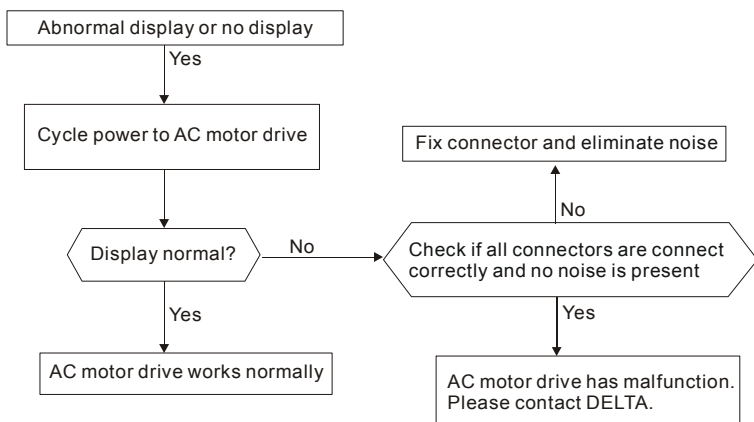 Abnormal display or no display
Yes
Cycle power to AC motor drive
Fix connector and eliminate noise
No
Display normal?
No
Check if all connectors are connect
correctly and no noise is present
Yes
Yes
AC motor drive works normally
AC motor drive has malfunction.
Please contact DELTA.